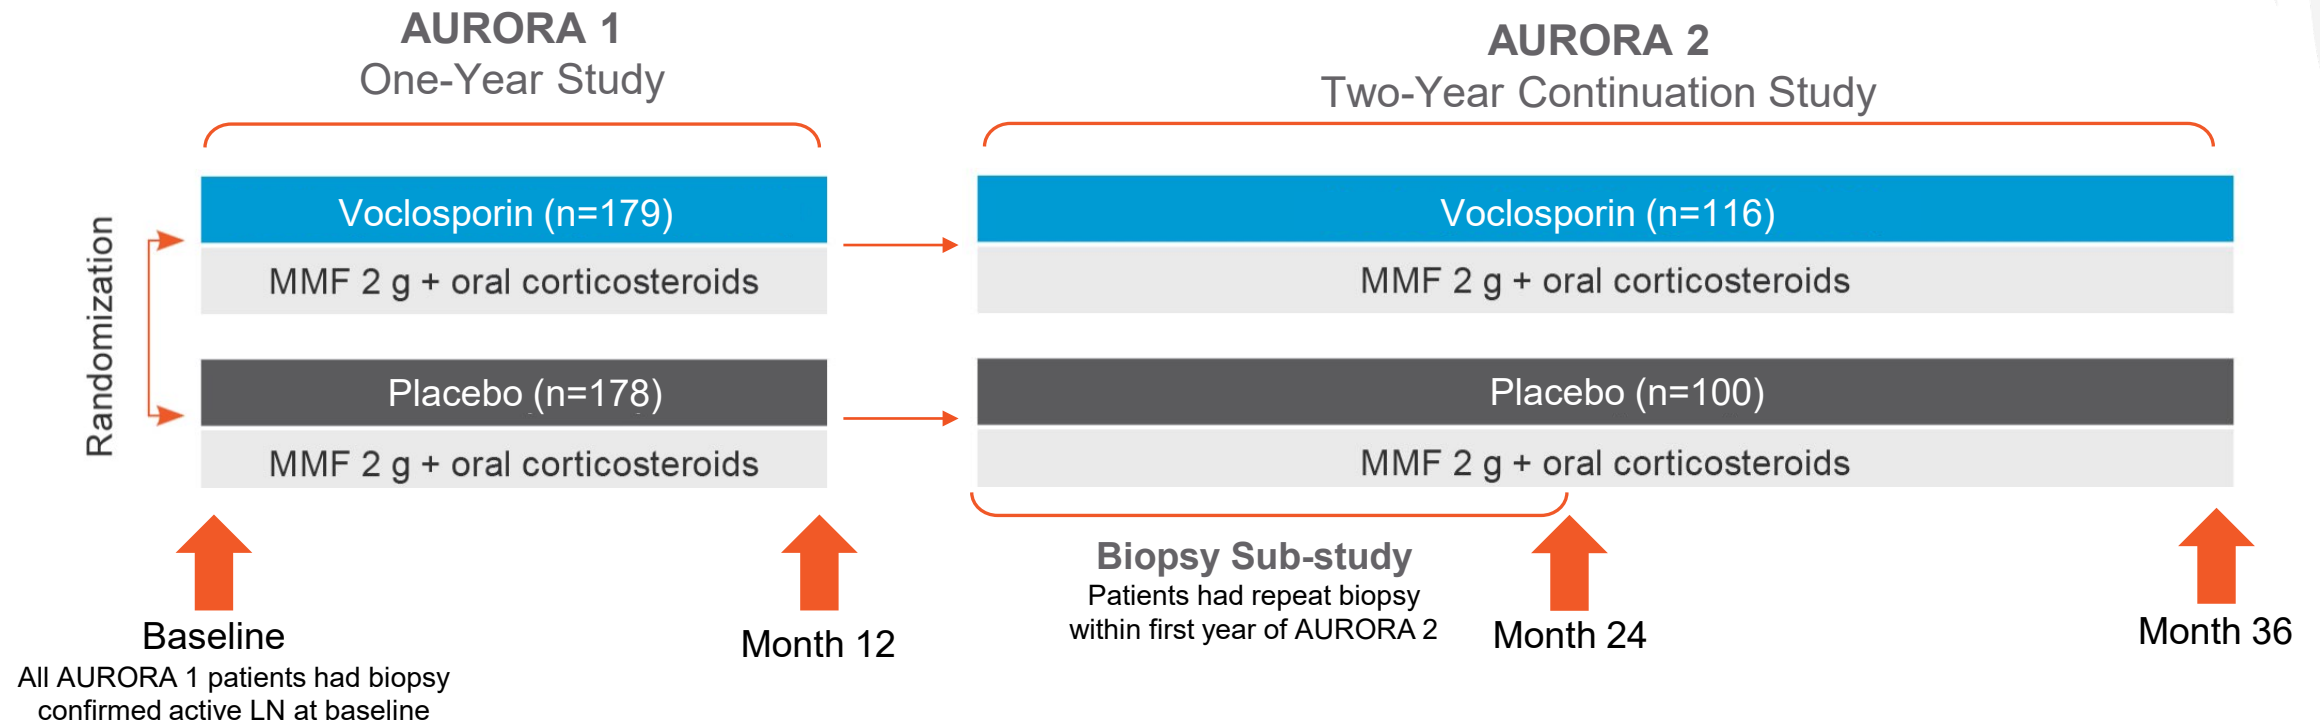 AURORA 1
One-Year Study
AURORA 2
Two-Year Continuation Study
Randomization
Voclosporin (n=179)
MMF 2 g + oral corticosteroids
Placebo (n=178)
MMF 2 g + oral corticosteroids
Voclosporin (n=116)
MMF 2 g + oral corticosteroids
Placebo (n=100)
MMF 2 g + oral corticosteroids
Baseline
All AURORA 1 patients had biopsy
confirmed active LN at baseline
Month 12
Biopsy Sub-study
Patients had repeat biopsy
within first year of AURORA 2
Month 24
Month 36